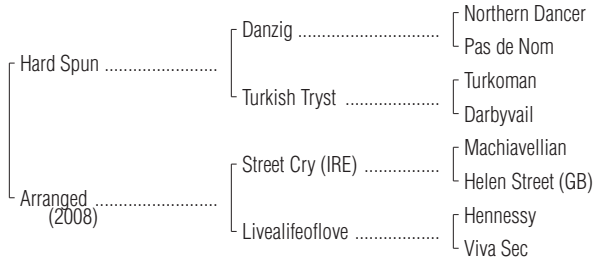 Northern Dancer
Danzig ..........................
Pas de Nom
Hard Spun .....................
Turkoman
Turkish Tryst .................
Darbyvail
Machiavellian
Street Cry (IRE) ..............
Helen Street (GB)
Arranged ......................
(2008)
Hennessy
Livealifeoflove ...............
Viva Sec